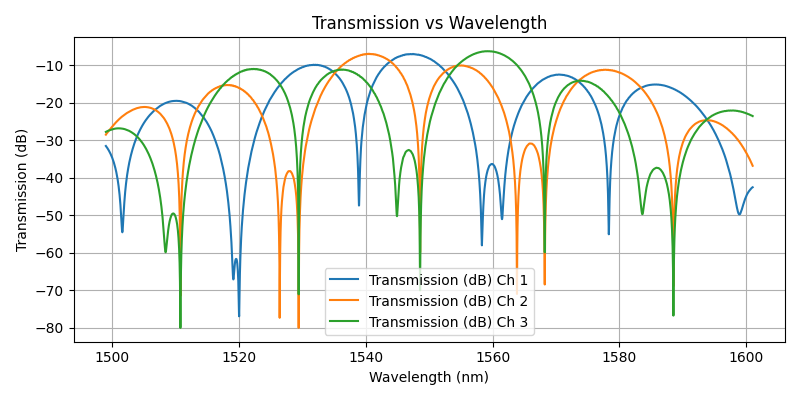 Transmission vs Wavelength
Transmission (dB)
−10
−20
−30
−40
−50
−60
−70
−80
Transmission (dB) Ch 1
Transmission (dB) Ch 2
Transmission (dB) Ch 3
1500
1520
1540
1560
1580
1600
Wavelength (nm)